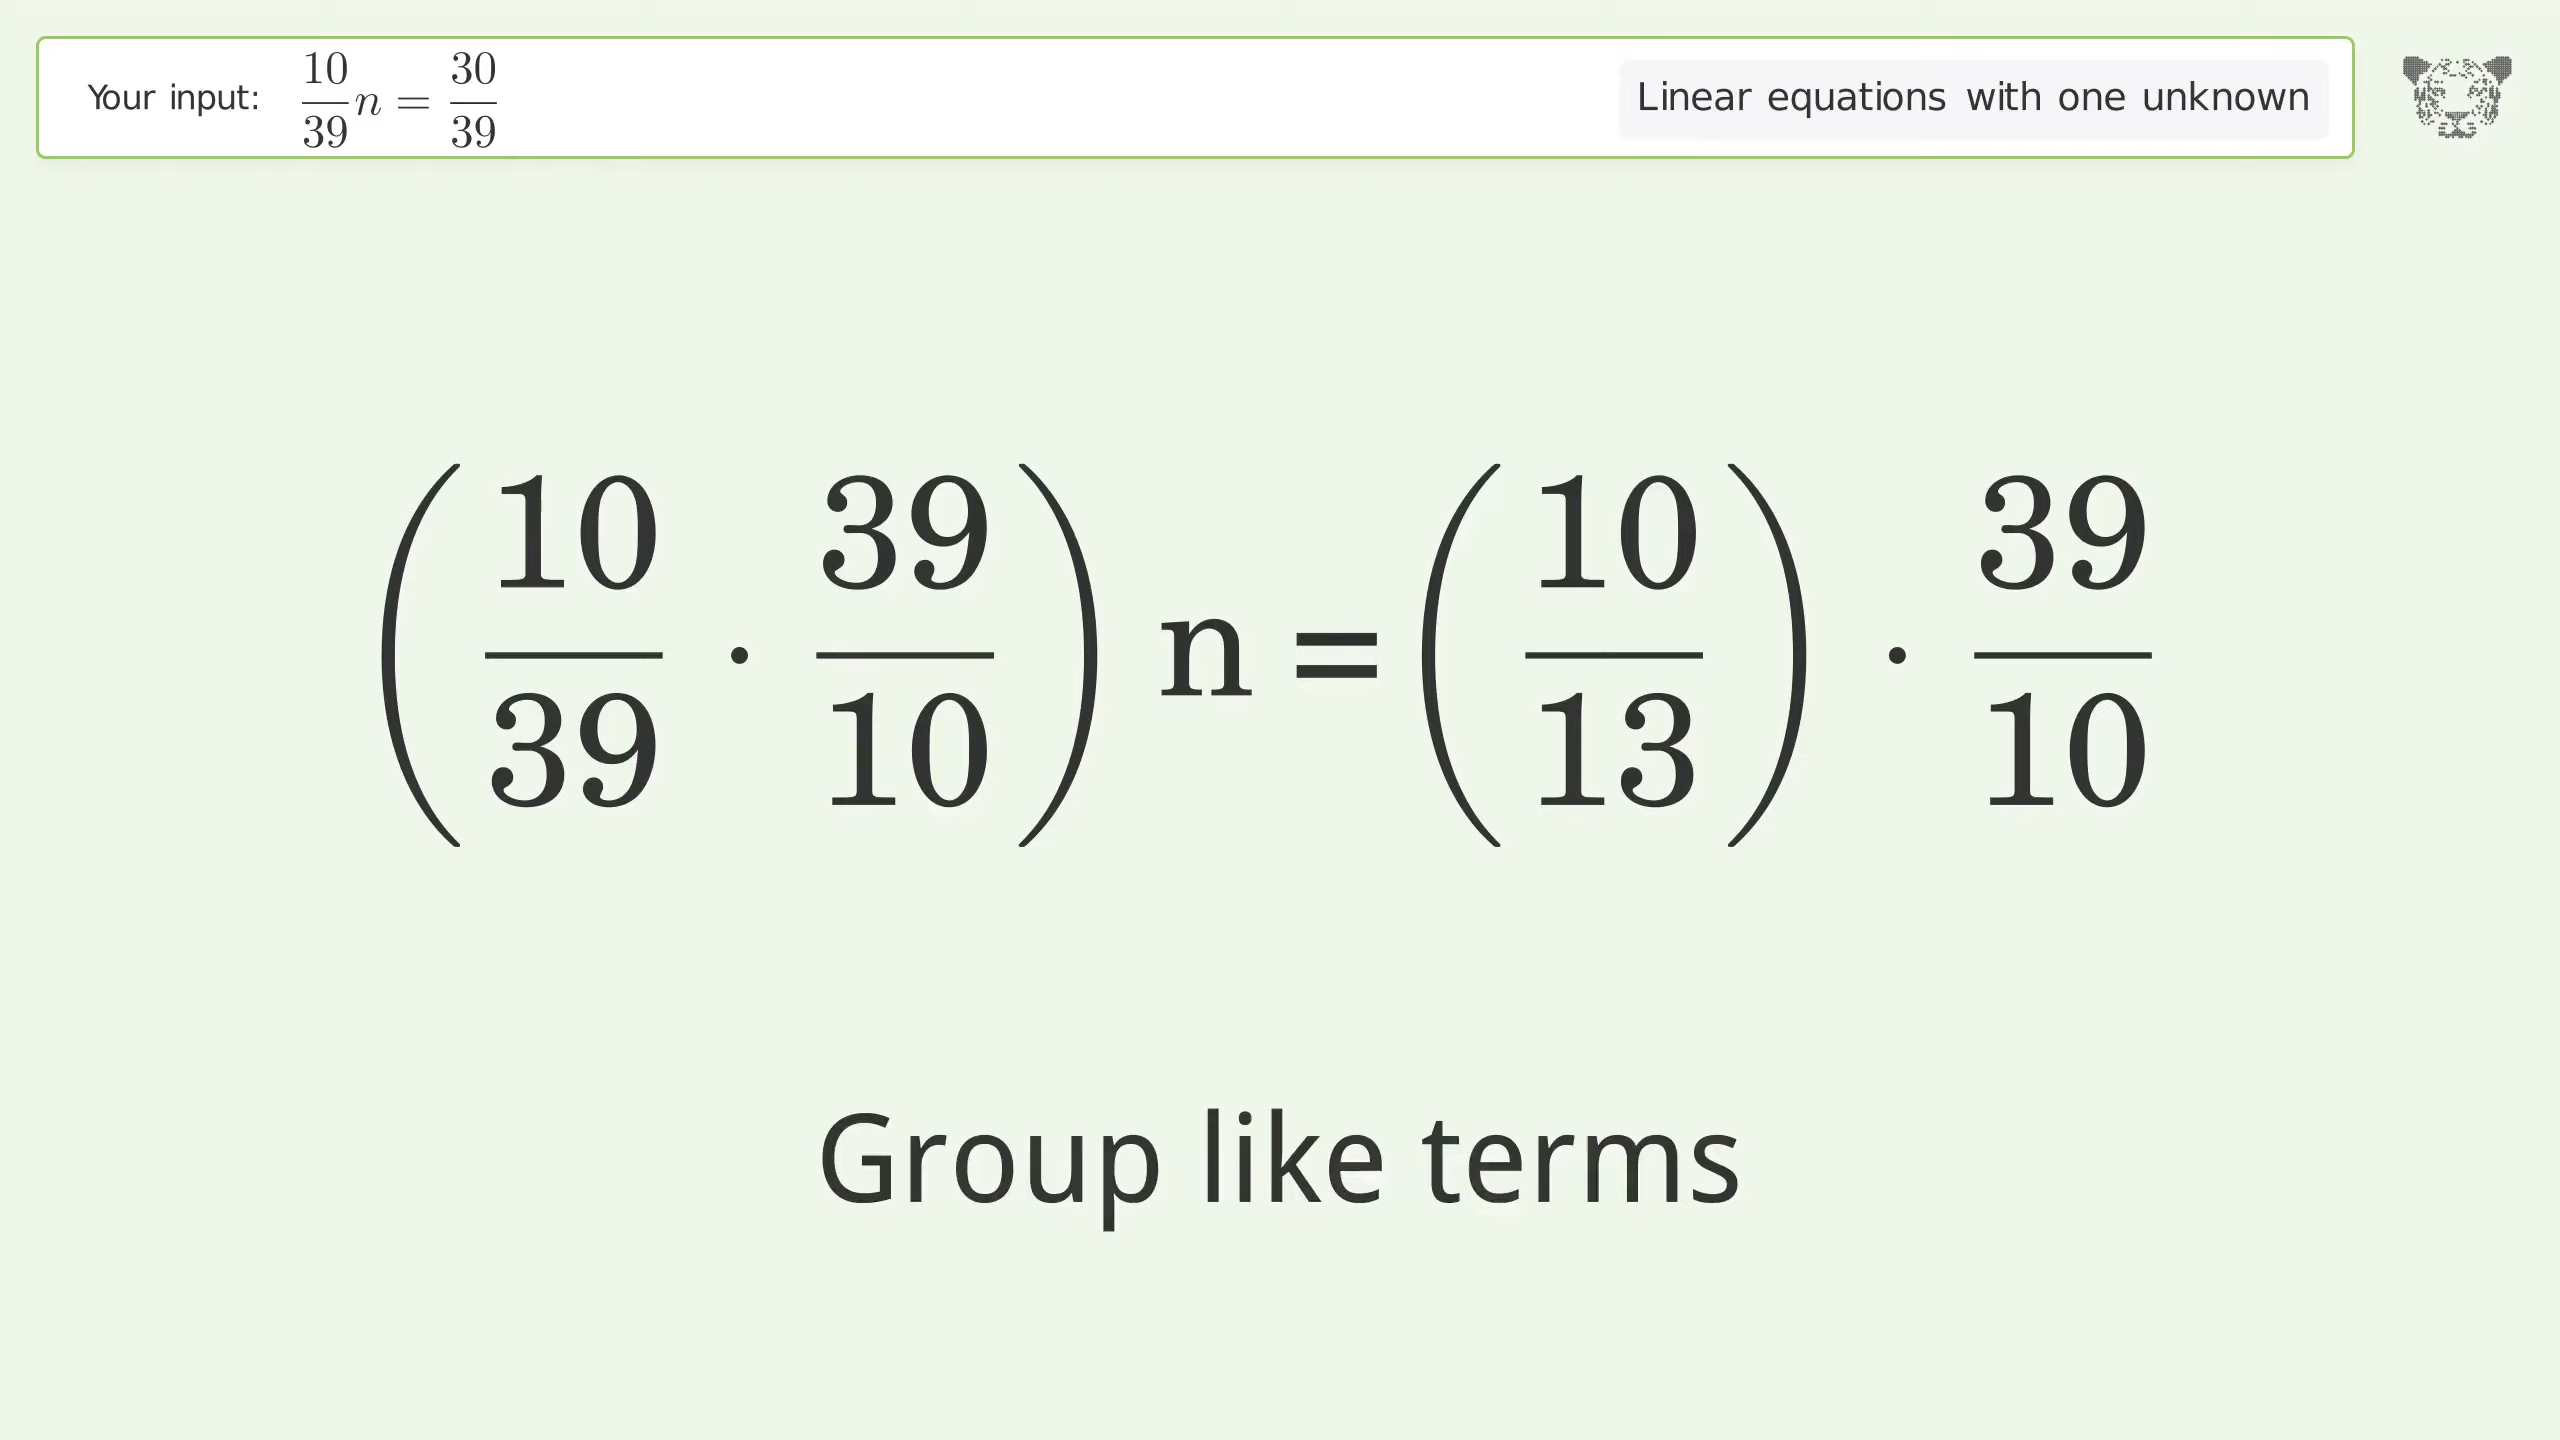 Your input: 10/39 n = 30/39
Linear equations with one unknown
(10/39 · 39/10) n = (10/13) · 39/10
Group like terms